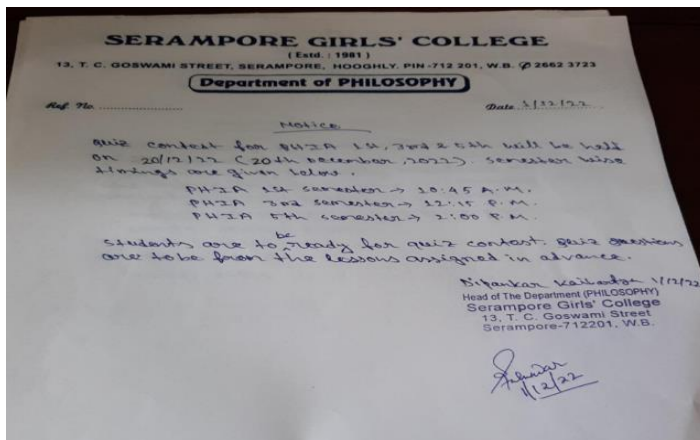 SERAMPORE GIRLS' COLLEGE
( Estd. : 1981 )
13, T. C. GOSWAMI STREET, SERAMPORE, HOOGHLY. PIN-712 201, W.B. ✆ 2662 3723
Department of PHILOSOPHY
Ref. No. ..................... Date 1/12/22
Notice
Quiz contest for PHIA 1st, 3rd & 5th will be held
on 20/12/22 (20th December, 2022). Semester wise
timings are given below.
PHIA 1st semester → 10:45 A.M.
PHIA 3rd semester → 12:15 P.M.
PHIA 5th semester → 2:00 P.M.
Students are to be ready for quiz contest. Quiz questions
are to be from the lessons assigned in advance.
Dipankar 1/12/22
Head of The Department (PHILOSOPHY)
Serampore Girls' College
13, T. C. Goswami Street
Serampore-712201, W.B.
1/12/22